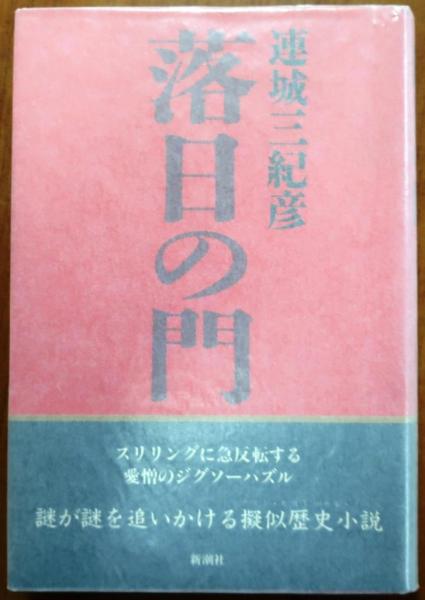 連城三紀彦
落日の門
スリリングに急反転する
愛憎のジグソーパズル
謎が謎を追いかける擬似歴史小説
新潮社